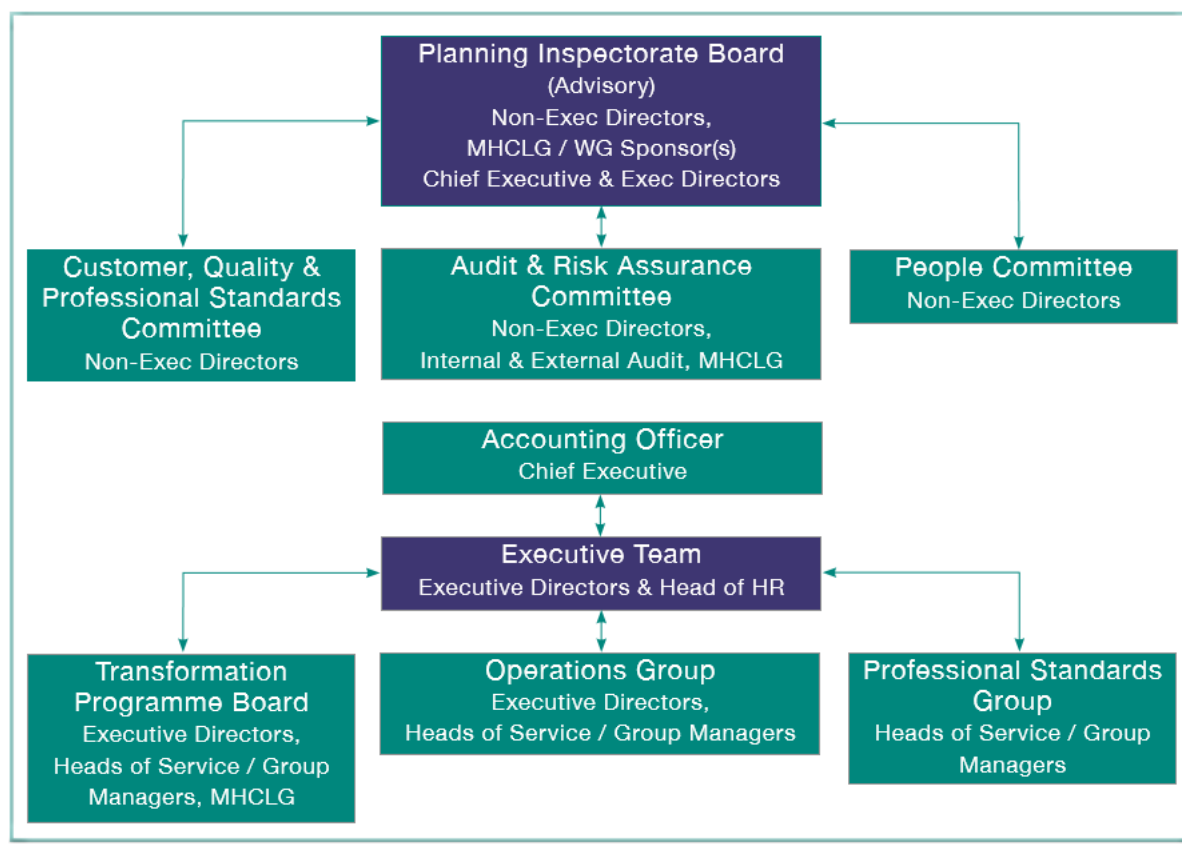 Planning Inspectorate Board
(Advisory)
Non-Exec Directors,
MHCLG / WG Sponsor(s)
Chief Executive & Exec Directors
Customer, Quality &
Professional Standards
Committee
Non-Exec Directors
Audit & Risk Assurance
Committee
Non-Exec Directors,
Internal & External Audit, MHCLG
People Committee
Non-Exec Directors
Accounting Officer
Chief Executive
Executive Team
Executive Directors & Head of HR
Transformation
Programme Board
Executive Directors,
Heads of Service / Group
Managers, MHCLG
Operations Group
Executive Directors,
Heads of Service / Group Managers
Professional Standards
Group
Heads of Service / Group
Managers